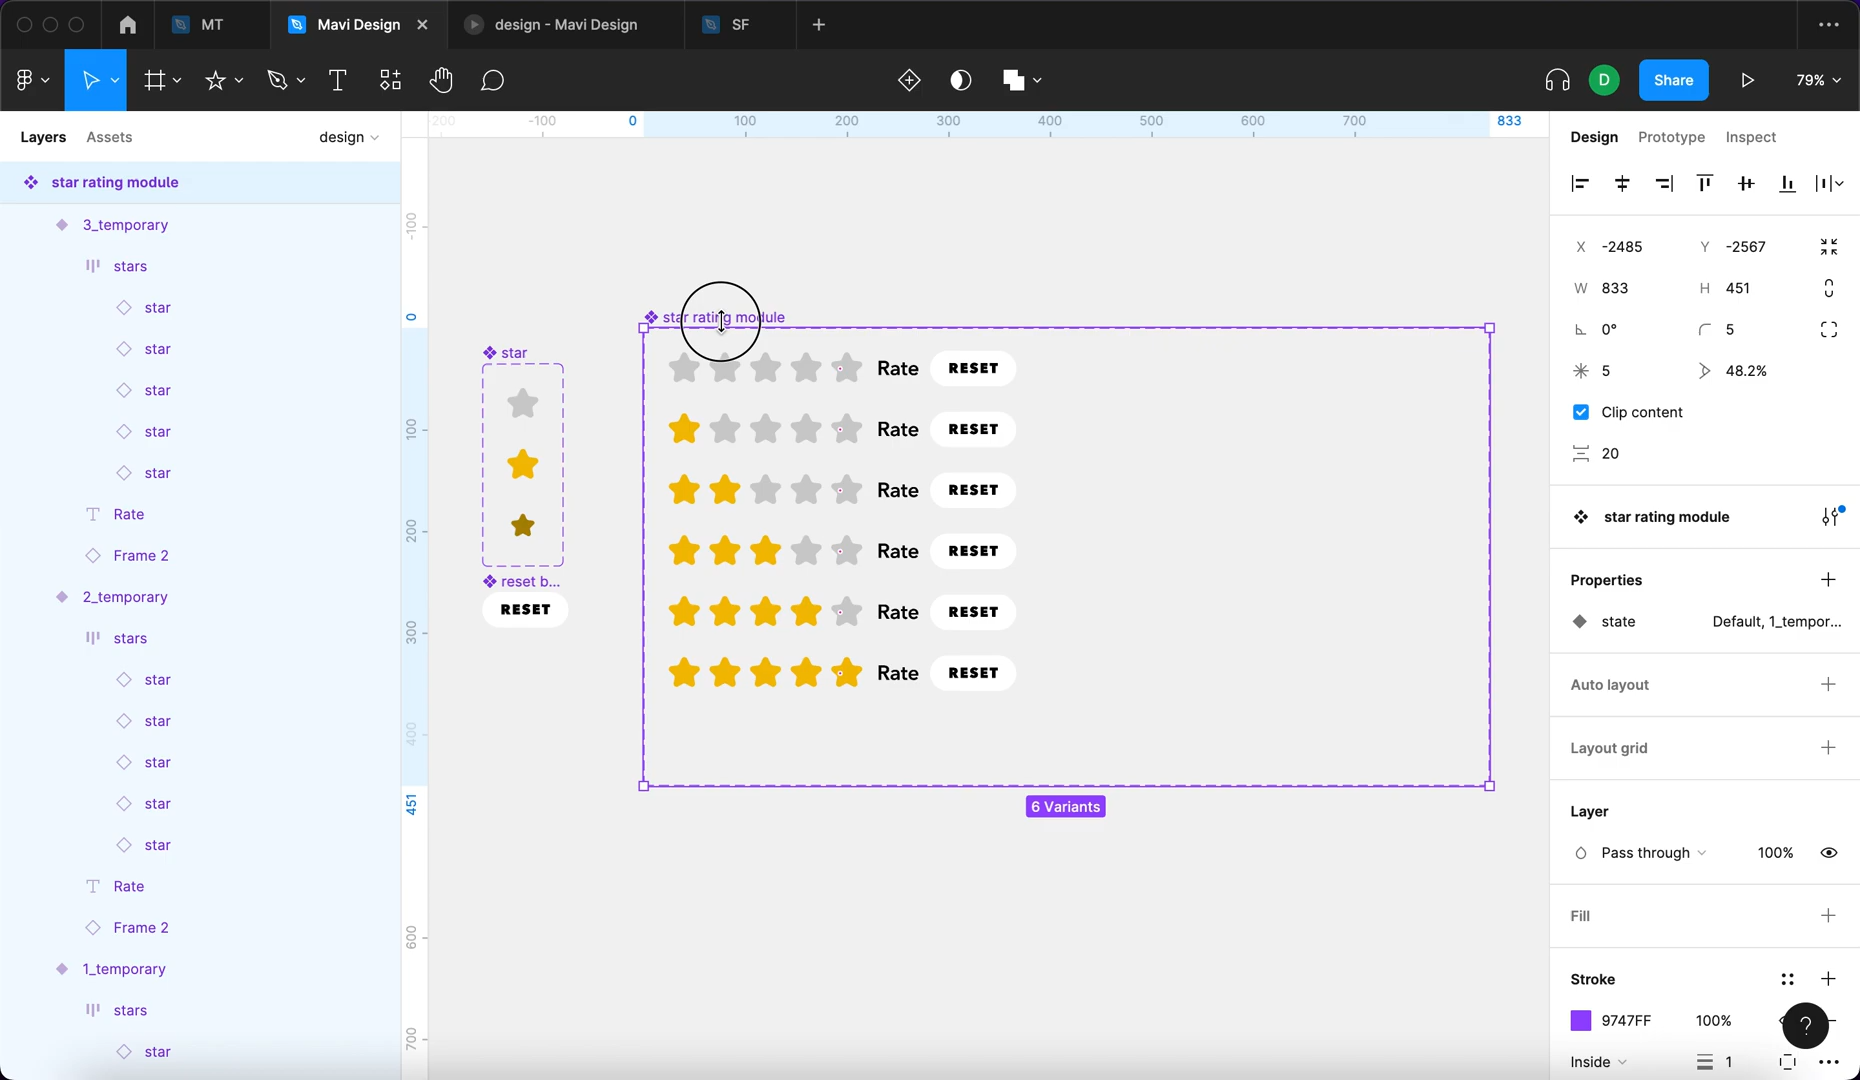 MT
Mavi Design
design - Mavi Design
SF
Share
D
79%
Layers
Assets
design
200
-100
0
100
200
300
400
500
600
700
833
Design
Prototype
Inspect
star rating module
3_temporary
stars
star
star
star
star
star
Rate
Frame 2
2_temporary
stars
star
star
star
star
star
Rate
Frame 2
1_temporary
stars
star
-100
0
100
200
300
400
451
600
700
star
reset b...
RESET
star rating module
Rate RESET
Rate RESET
Rate RESET
Rate RESET
Rate RESET
Rate RESET
6 Variants
X -2485 Y -2567
W 833 H 451
0° 5
5 48.2%
Clip content
20
star rating module
Properties
state Default, 1_tempor...
Auto layout
Layout grid
Layer
Pass through 100%
Fill
Stroke
9747FF 100%
?
Inside 1